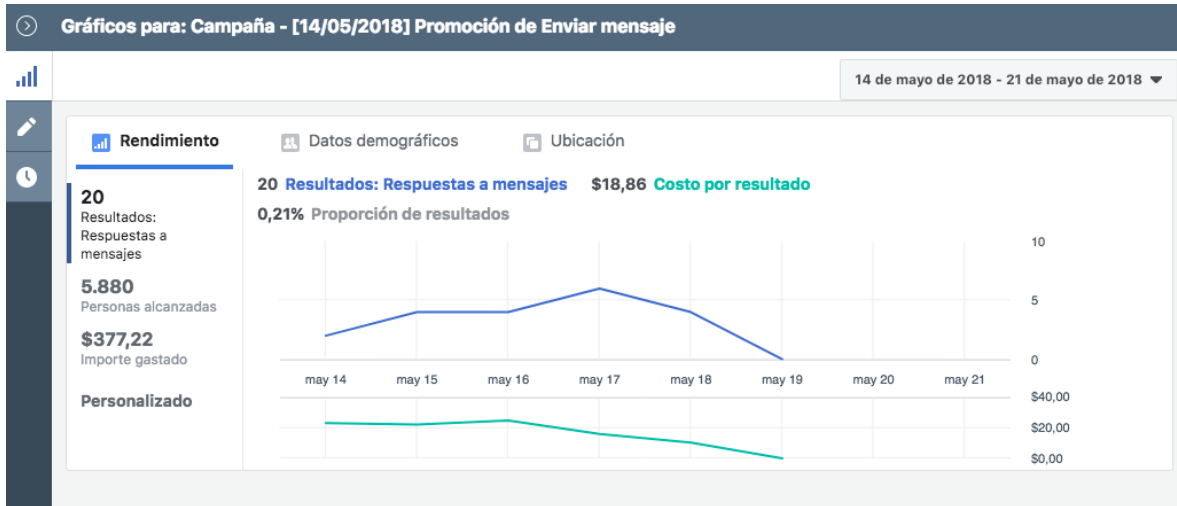 Gráficos para: Campaña - [14/05/2018] Promoción de Enviar mensaje
14 de mayo de 2018 - 21 de mayo de 2018
Rendimiento
Datos demográficos
Ubicación
20
Resultados:
Respuestas a
mensajes
5.880
Personas alcanzadas
$377,22
Importe gastado
Personalizado
20 Resultados: Respuestas a mensajes $18,86 Costo por resultado
0,21% Proporción de resultados
10
5
0
may 14 may 15 may 16 may 17 may 18 may 19 may 20 may 21
$40,00
$20,00
$0,00